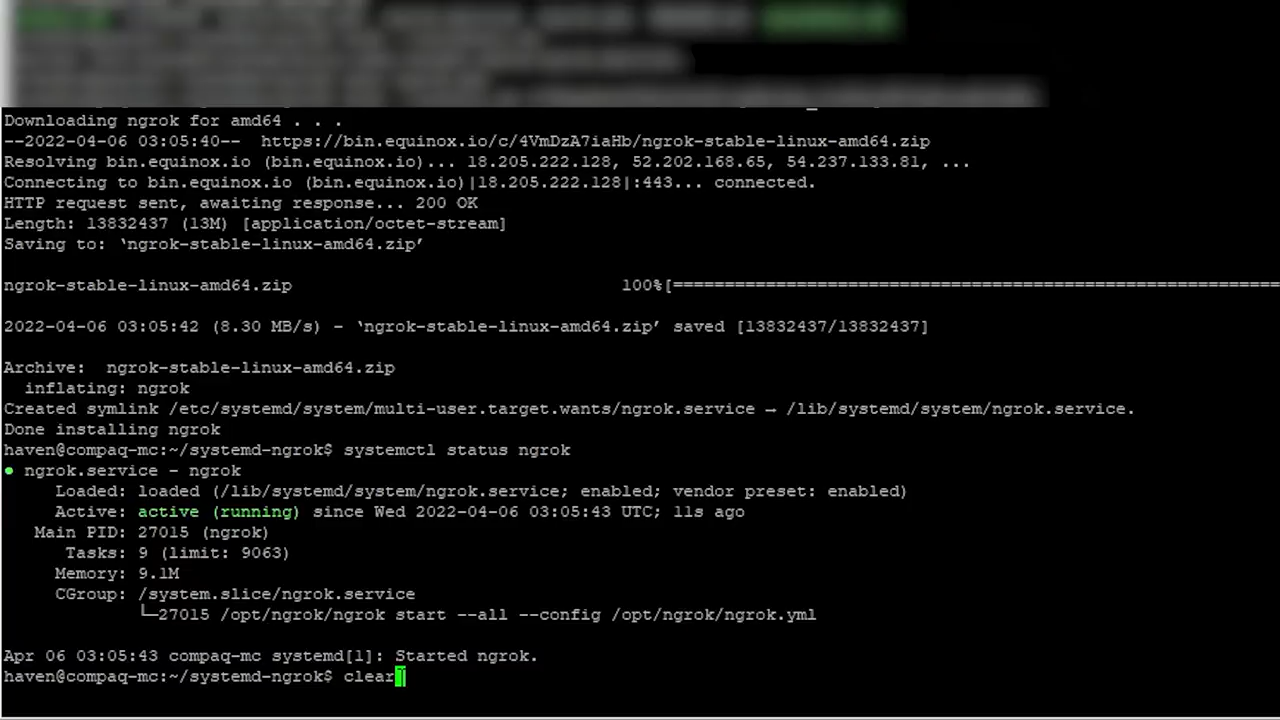 Downloading ngrok for amd64 . . .
--2022-04-06 03:05:40--  https://bin.equinox.io/c/4VmDzA7iaHb/ngrok-stable-linux-amd64.zip
Resolving bin.equinox.io (bin.equinox.io)... 18.205.222.128, 52.202.168.65, 54.237.133.81, ...
Connecting to bin.equinox.io (bin.equinox.io)|18.205.222.128|:443... connected.
HTTP request sent, awaiting response... 200 OK
Length: 13832437 (13M) [application/octet-stream]
Saving to: ‘ngrok-stable-linux-amd64.zip’
ngrok-stable-linux-amd64.zip 100%[===========================================================
2022-04-06 03:05:42 (8.30 MB/s) - ‘ngrok-stable-linux-amd64.zip’ saved [13832437/13832437]
Archive:  ngrok-stable-linux-amd64.zip
  inflating: ngrok
Created symlink /etc/systemd/system/multi-user.target.wants/ngrok.service → /lib/systemd/system/ngrok.service.
Done installing ngrok
haven@compaq-mc:~/systemd-ngrok$ systemctl status ngrok
● ngrok.service - ngrok
     Loaded: loaded (/lib/systemd/system/ngrok.service; enabled; vendor preset: enabled)
     Active: active (running) since Wed 2022-04-06 03:05:43 UTC; 11s ago
   Main PID: 27015 (ngrok)
      Tasks: 9 (limit: 9063)
     Memory: 9.1M
     CGroup: /system.slice/ngrok.service
             └─27015 /opt/ngrok/ngrok start --all --config /opt/ngrok/ngrok.yml
Apr 06 03:05:43 compaq-mc systemd[1]: Started ngrok.
haven@compaq-mc:~/systemd-ngrok$ clear